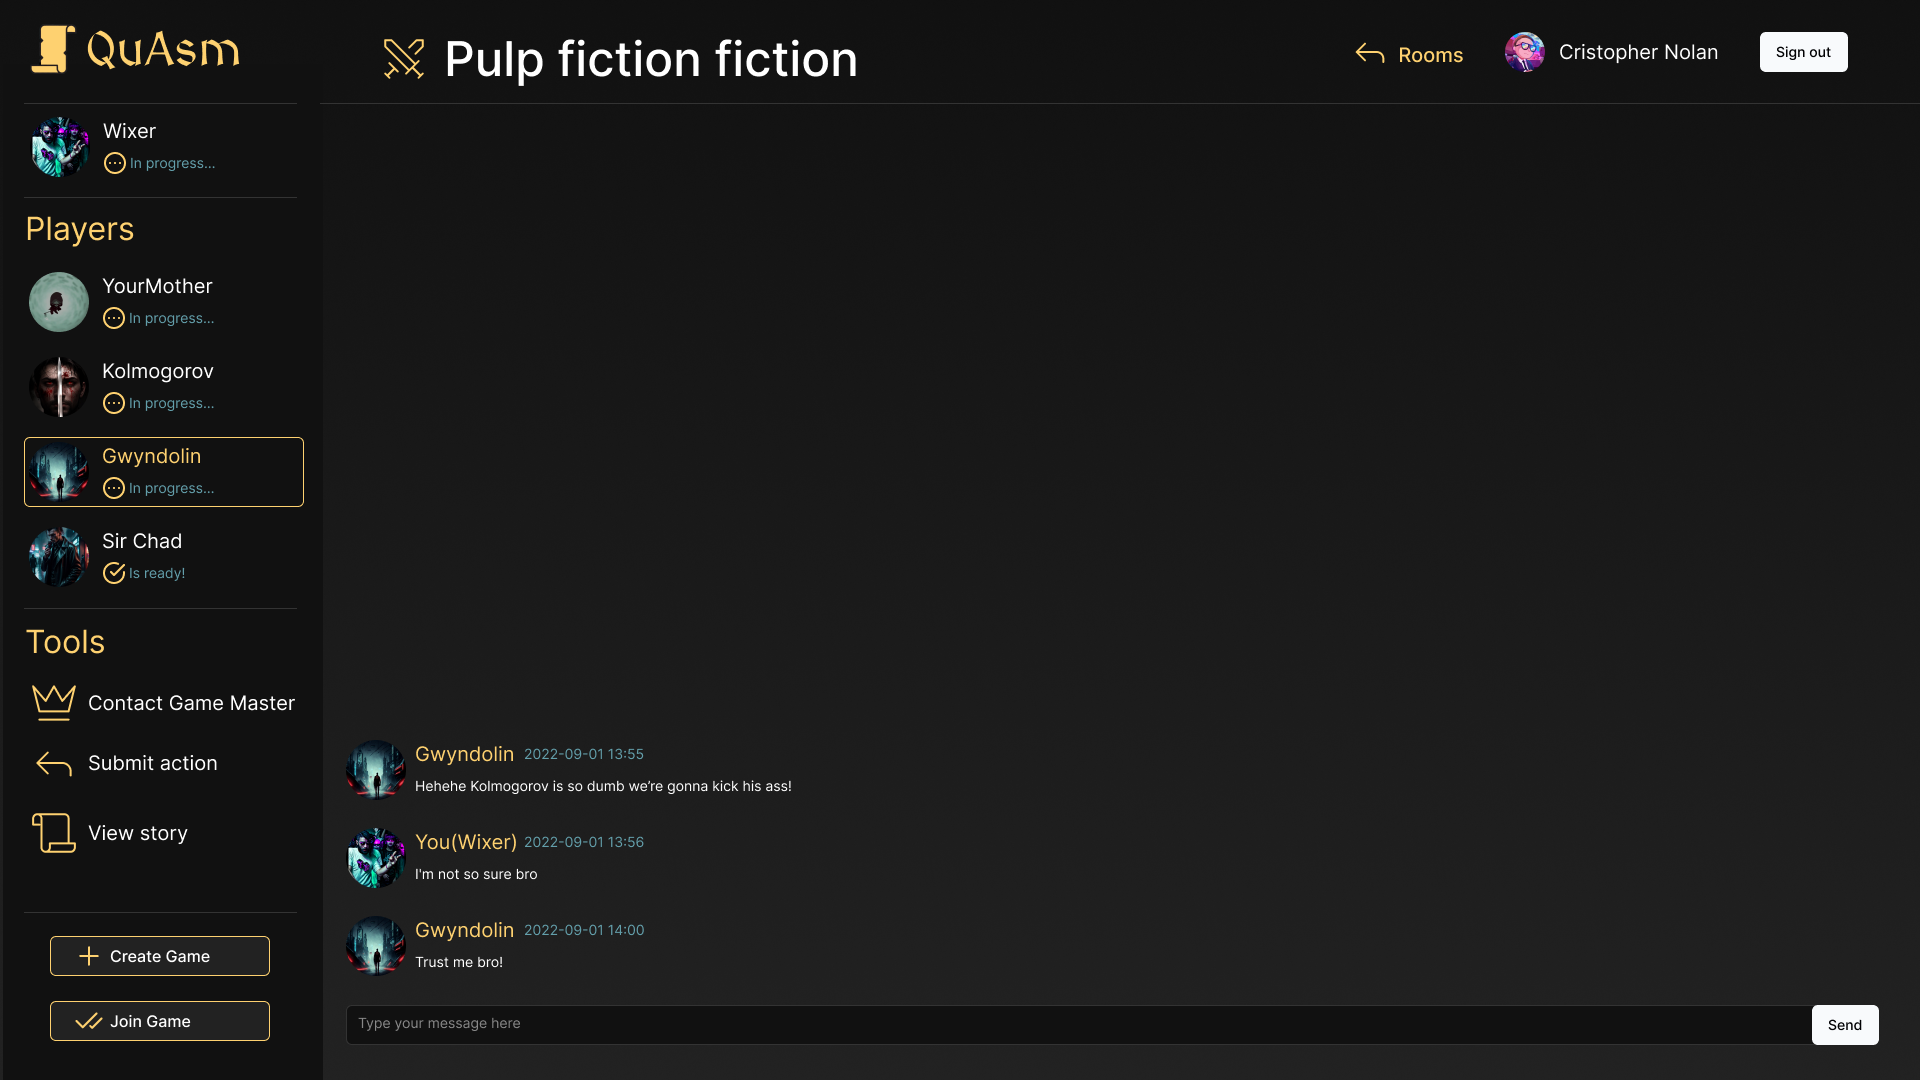 QuAsm
Pulp fiction fiction
Rooms
Cristopher Nolan
Sign out
Wixer
In progress...
Players
YourMother
In progress...
Kolmogorov
In progress...
Gwyndolin
In progress...
Sir Chad
Is ready!
Tools
Contact Game Master
Submit action
View story
Create Game
Join Game
Gwyndolin 2022-09-01 13:55
Hehehe Kolmogorov is so dumb we’re gonna kick his ass!
You(Wixer) 2022-09-01 13:56
I'm not so sure bro
Gwyndolin 2022-09-01 14:00
Trust me bro!
Type your message here
Send